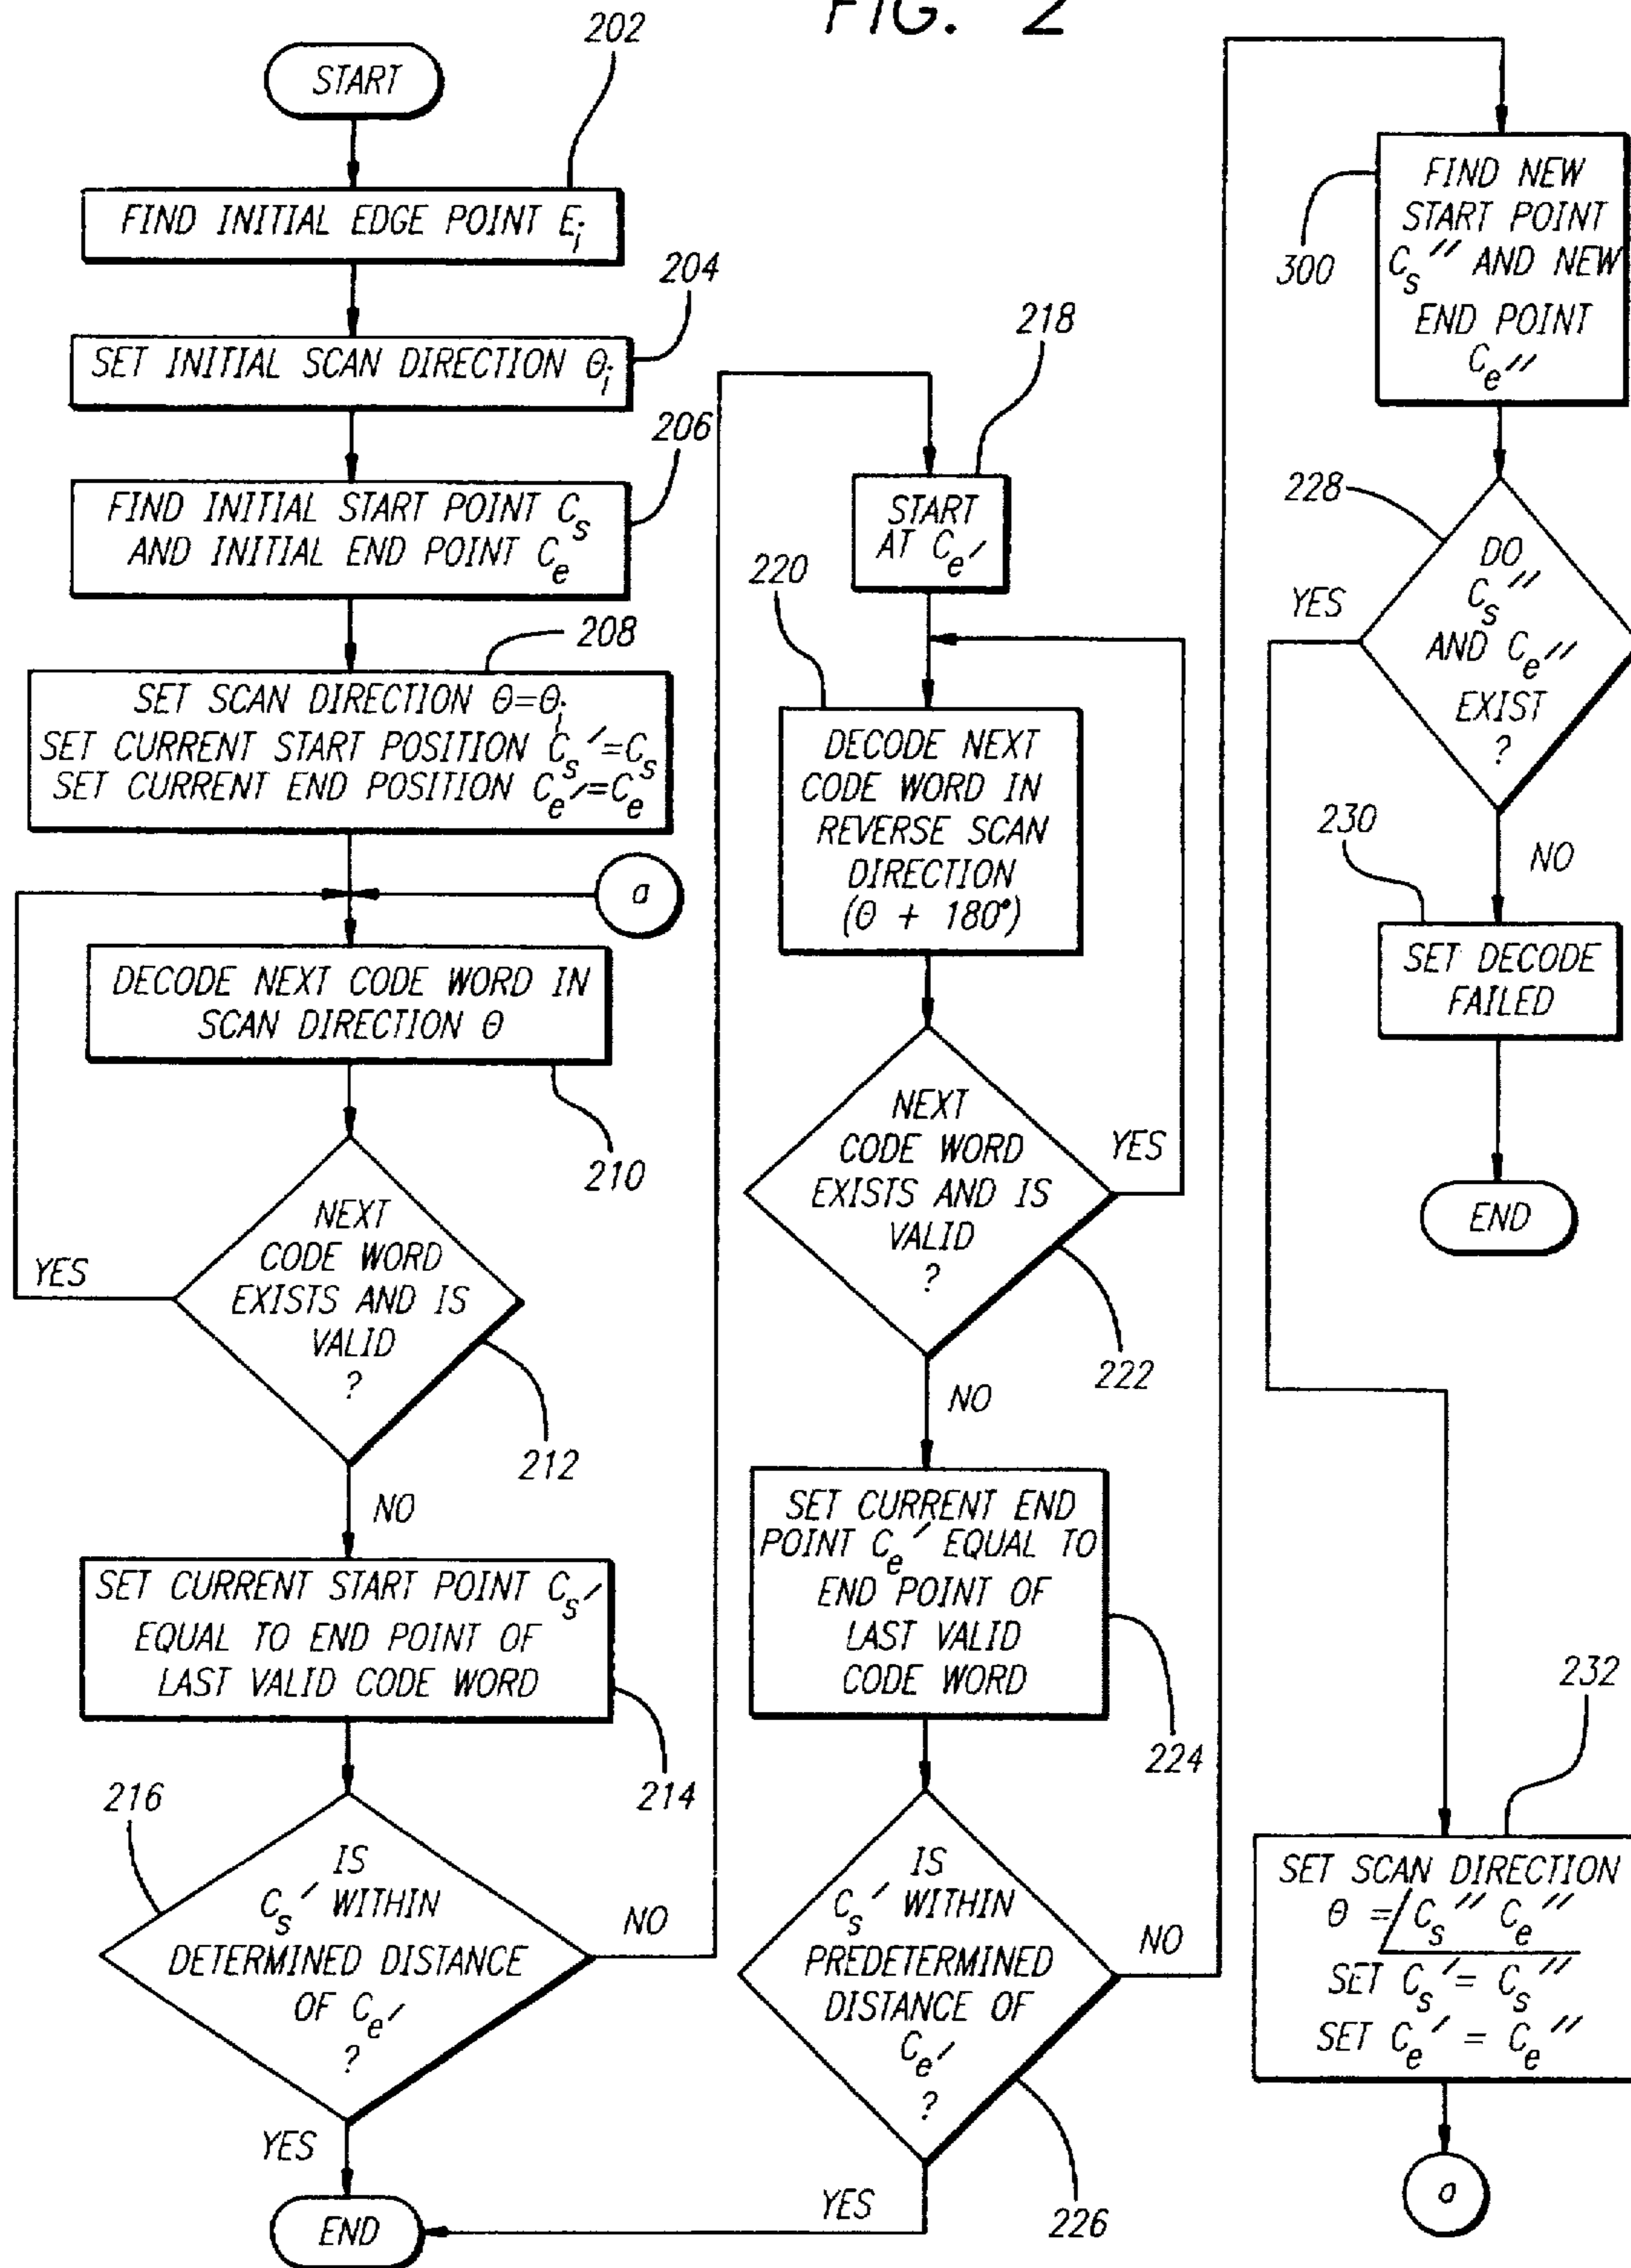 FIG. 2
START
202
FIND INITIAL EDGE POINT Ei
204
SET INITIAL SCAN DIRECTION θi
206
FIND INITIAL START POINT Cs
AND INITIAL END POINT Ce
208
SET SCAN DIRECTION θ=θi
SET CURRENT START POSITION Cs′=Cs
SET CURRENT END POSITION Ce′=Ce
a
DECODE NEXT CODE WORD IN
SCAN DIRECTION θ
210
NEXT
CODE WORD
EXISTS AND IS
VALID
?
YES
212
NO
SET CURRENT START POINT Cs′
EQUAL TO END POINT OF
LAST VALID CODE WORD
214
216
IS
Cs′ WITHIN
DETERMINED DISTANCE
OF Ce′
?
NO
YES
END
218
START
AT Ce′
220
DECODE NEXT
CODE WORD IN
REVERSE SCAN
DIRECTION
(θ + 180°)
NEXT
CODE WORD
EXISTS AND IS
VALID
?
YES
222
NO
SET CURRENT END
POINT Ce′ EQUAL TO
END POINT OF
LAST VALID
CODE WORD
224
IS
Cs′ WITHIN
PREDETERMINED
DISTANCE OF
Ce′
?
NO
YES
226
FIND NEW
START POINT
Cs″ AND NEW
END POINT
Ce″
300
228
DO
Cs″
AND Ce″
EXIST
?
YES
NO
230
SET DECODE
FAILED
END
232
SET SCAN DIRECTION
θ =∠Cs″ Ce″
SET Cs′= Cs″
SET Ce′ = Ce″
a